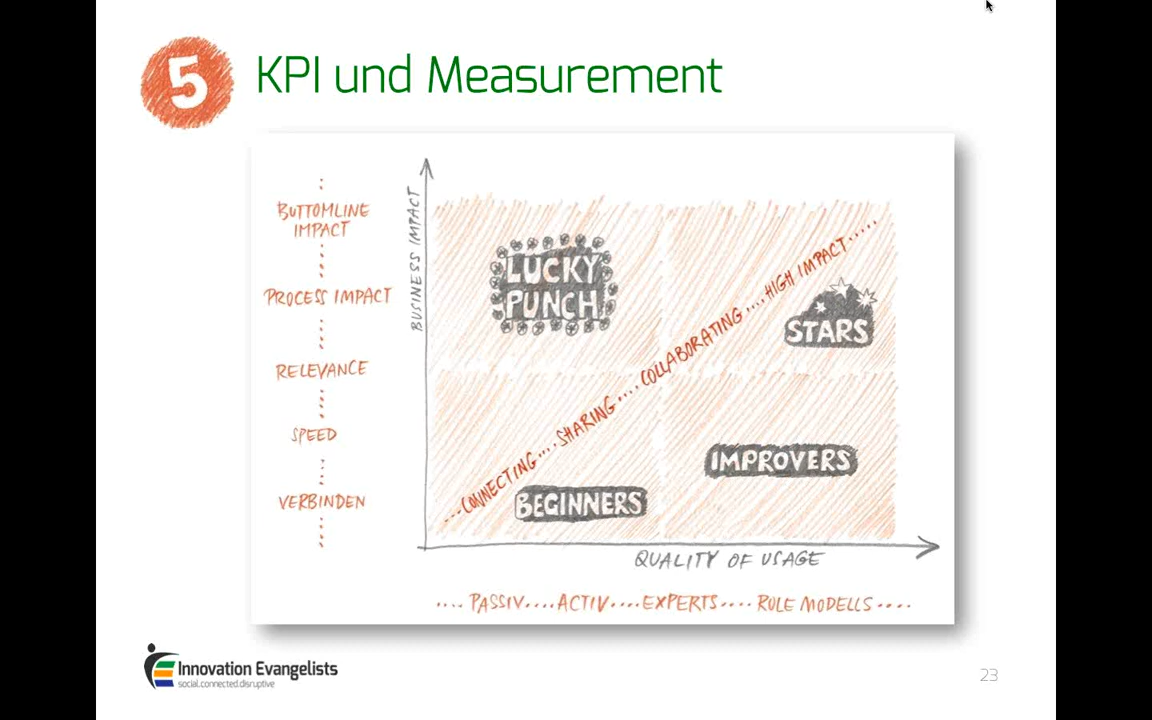 5
KPI und Measurement
BUTTOMLINE
IMPACT
PROCESS IMPACT
RELEVANCE
SPEED
VERBINDEN
BUSINESS IMPACT
LUCKY
PUNCH
STARS
IMPROVERS
BEGINNERS
....CONNECTING....SHARING....COLLABORATING....HIGH IMPACT.....
QUALITY OF USAGE
....PASSIV....ACTIV....EXPERTS....ROLE MODELLS....
Innovation Evangelists
social.connected.disruptive
23